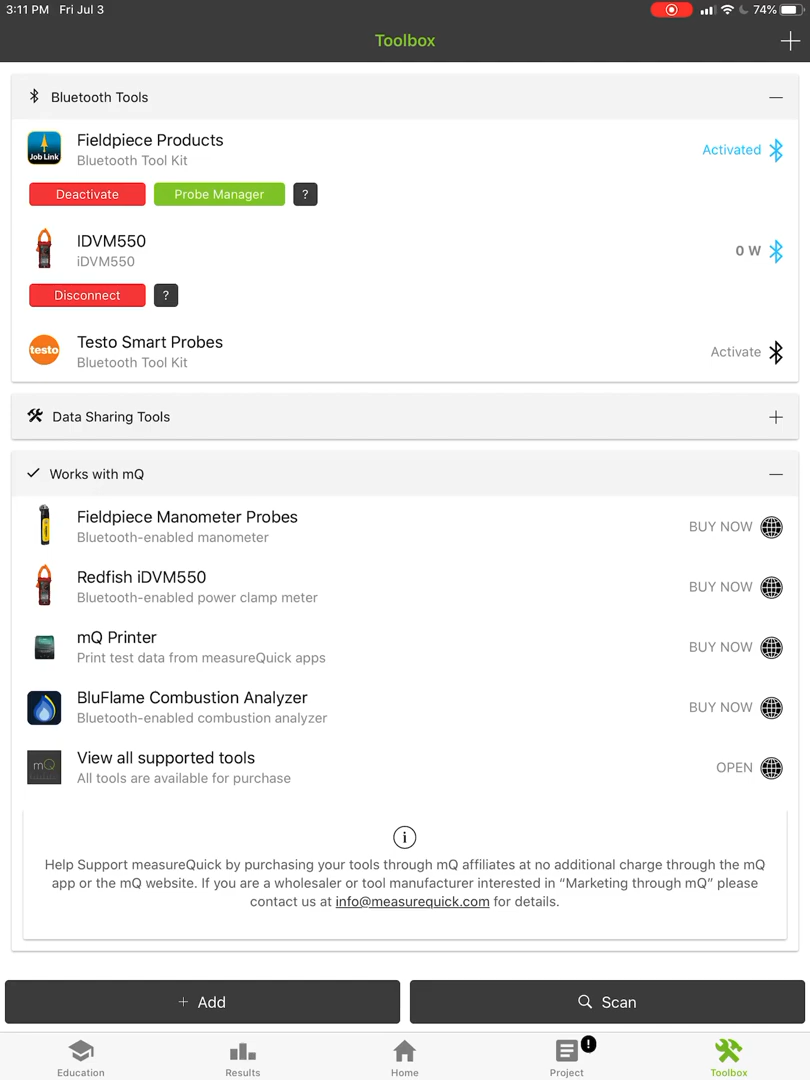 3:11 PM Fri Jul 3 74%
Toolbox
Bluetooth Tools
Job Link
Fieldpiece Products
Bluetooth Tool Kit
Activated
Deactivate Probe Manager ?
IDVM550
iDVM550
0 W
Disconnect ?
testo
Testo Smart Probes
Bluetooth Tool Kit
Activate
Data Sharing Tools
Works with mQ
Fieldpiece Manometer Probes
Bluetooth-enabled manometer
BUY NOW
Redfish iDVM550
Bluetooth-enabled power clamp meter
BUY NOW
mQ Printer
Print test data from measureQuick apps
BUY NOW
BluFlame Combustion Analyzer
Bluetooth-enabled combustion analyzer
BUY NOW
mQ
View all supported tools
All tools are available for purchase
OPEN
Help Support measureQuick by purchasing your tools through mQ affiliates at no additional charge through the mQ
app or the mQ website. If you are a wholesaler or tool manufacturer interested in “Marketing through mQ” please
contact us at info@measurequick.com for details.
+ Add
Scan
Education Results Home Project ! Toolbox